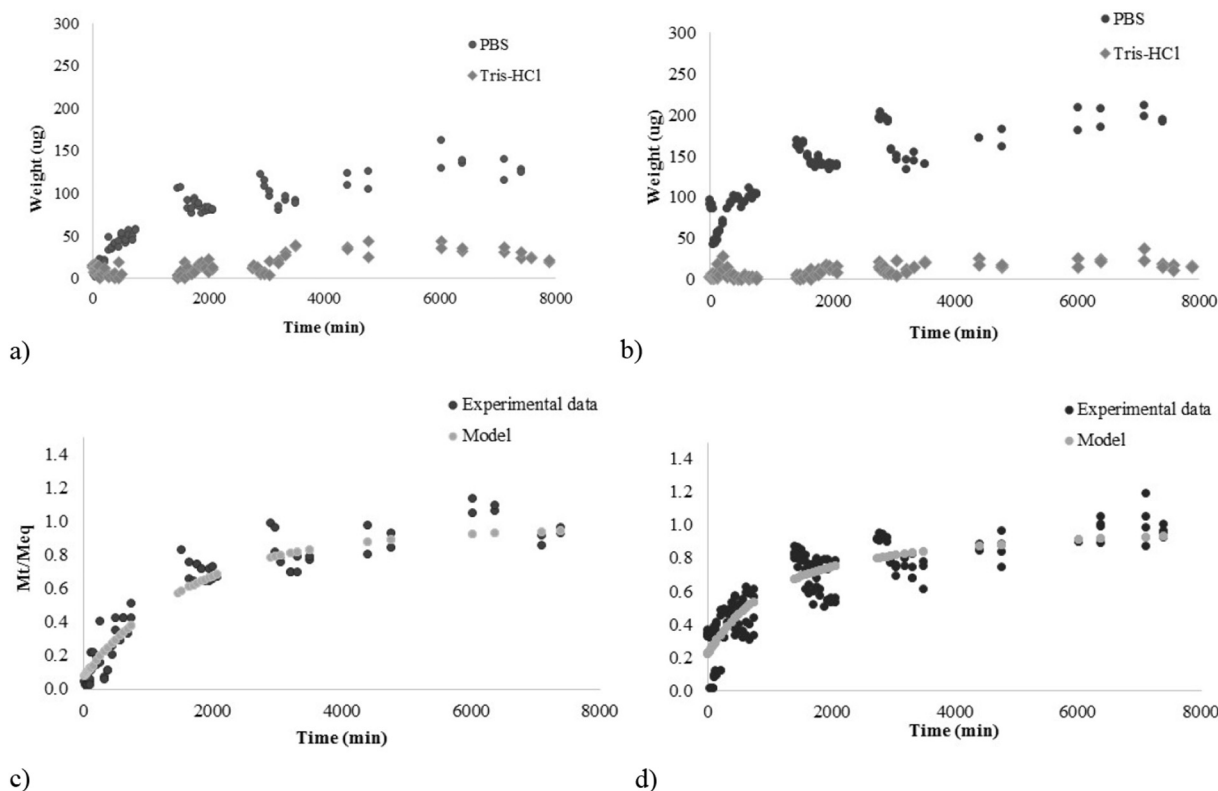 300
250
200
150
100
50
0
Weight (ug)
0 2000 4000 6000 8000
Time (min)
PBS
Tris-HCl
a)
300
250
200
150
100
50
0
Weight (ug)
0 2000 4000 6000 8000
Time (min)
PBS
Tris-HCl
b)
Experimental data
Model
1.4
1.2
1.0
0.8
0.6
0.4
0.2
0.0
Mt/Meq
0 2000 4000 6000 8000
Time (min)
c)
Experimental data
Model
1.4
1.2
1.0
0.8
0.6
0.4
0.2
0.0
0 2000 4000 6000 8000
Time (min)
d)